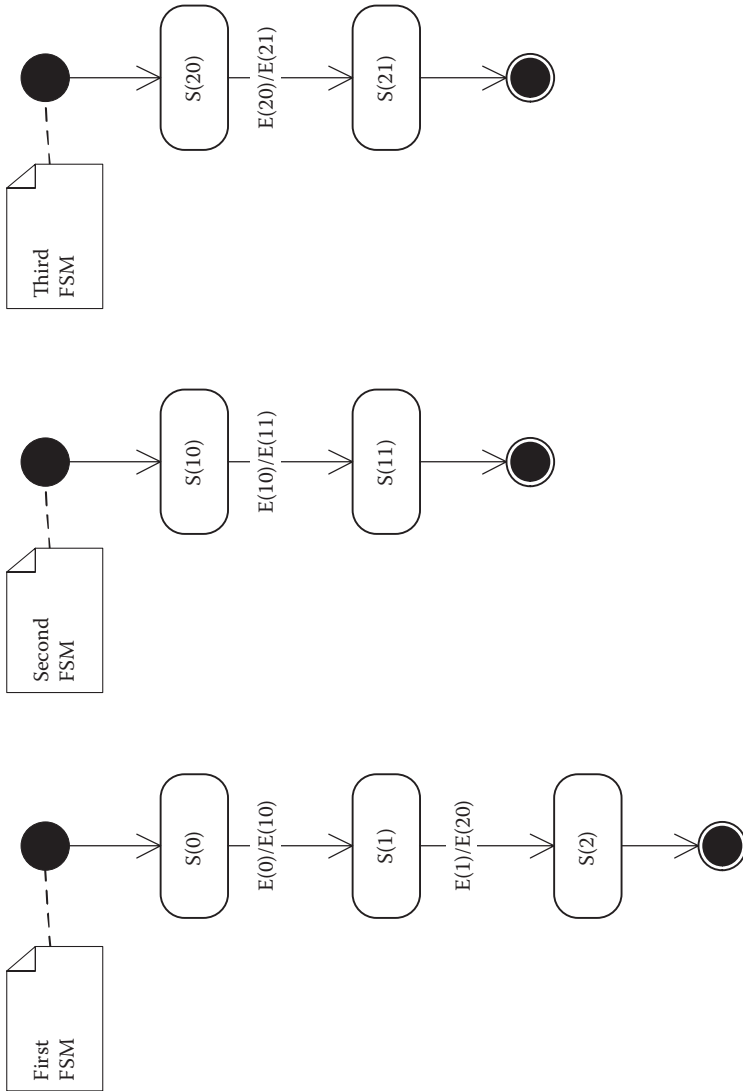 First
FSM
S(0)
E(0)/E(10)
S(1)
E(1)/E(20)
S(2)
Second
FSM
S(10)
E(10)/E(11)
S(11)
Third
FSM
S(20)
E(20)/E(21)
S(21)